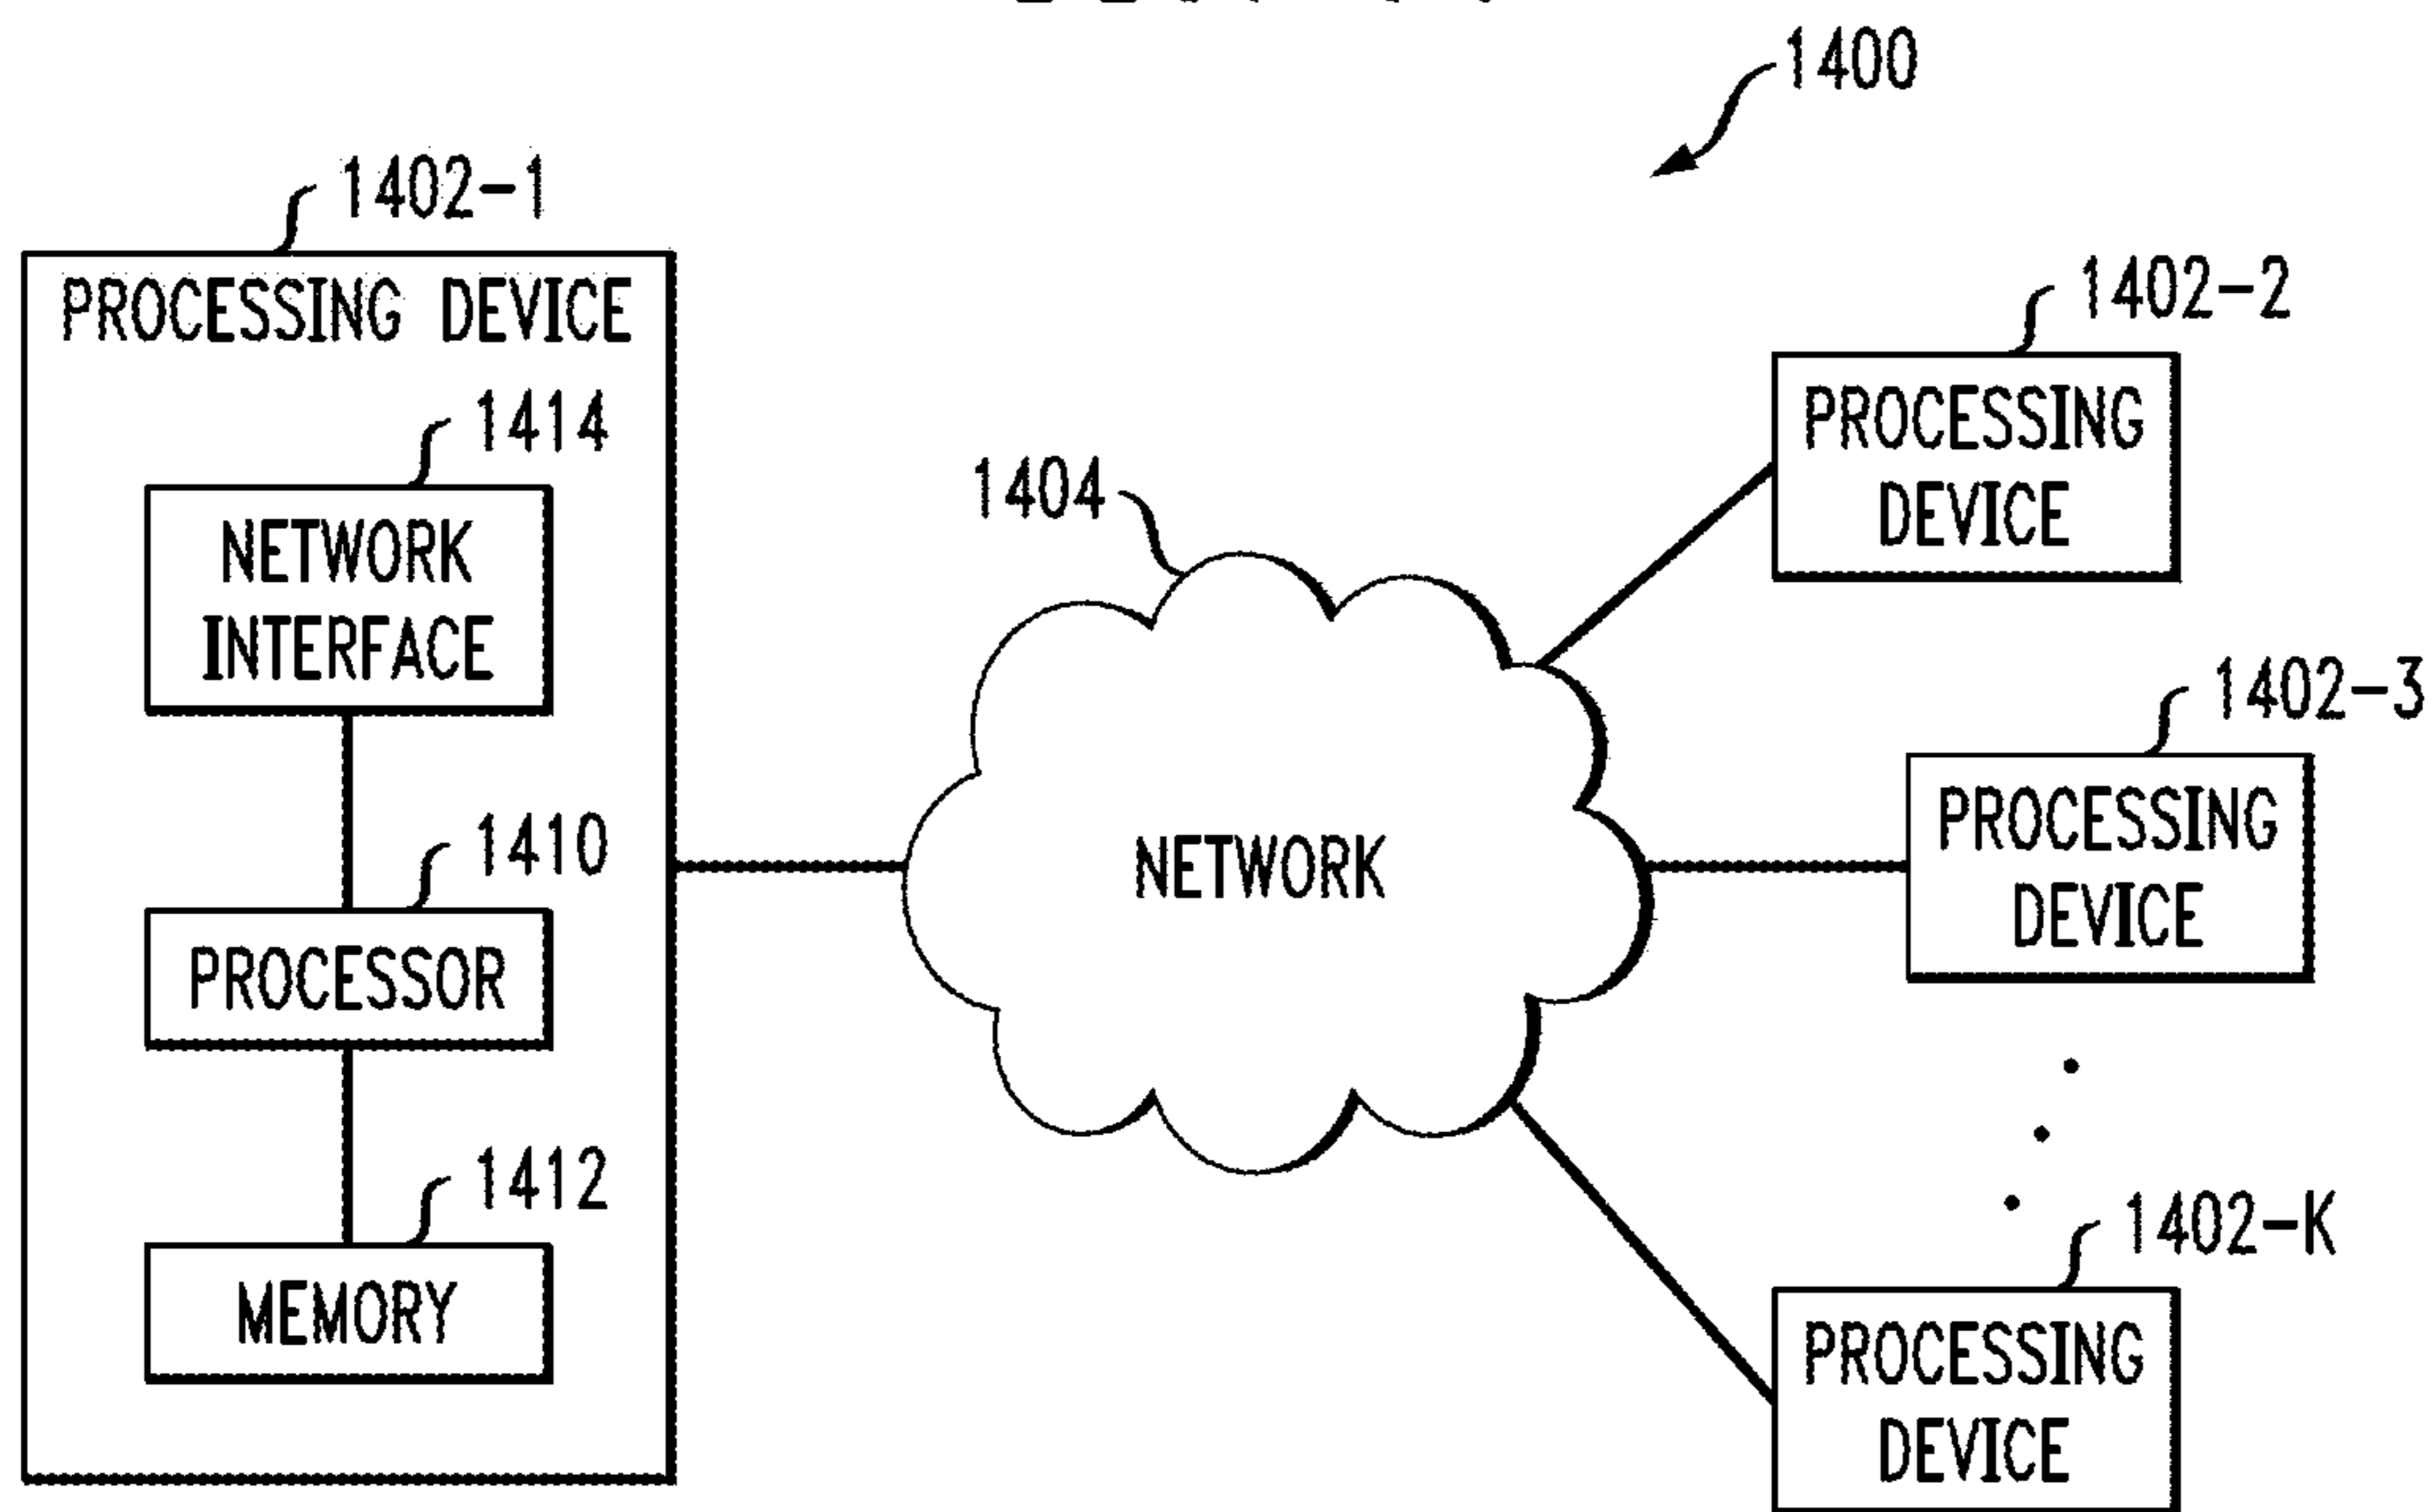 1400
1402-1
PROCESSING DEVICE
1414
NETWORK
INTERFACE
1410
PROCESSOR
1412
MEMORY
1404
NETWORK
1402-2
PROCESSING
DEVICE
1402-3
PROCESSING
DEVICE
1402-K
PROCESSING
DEVICE